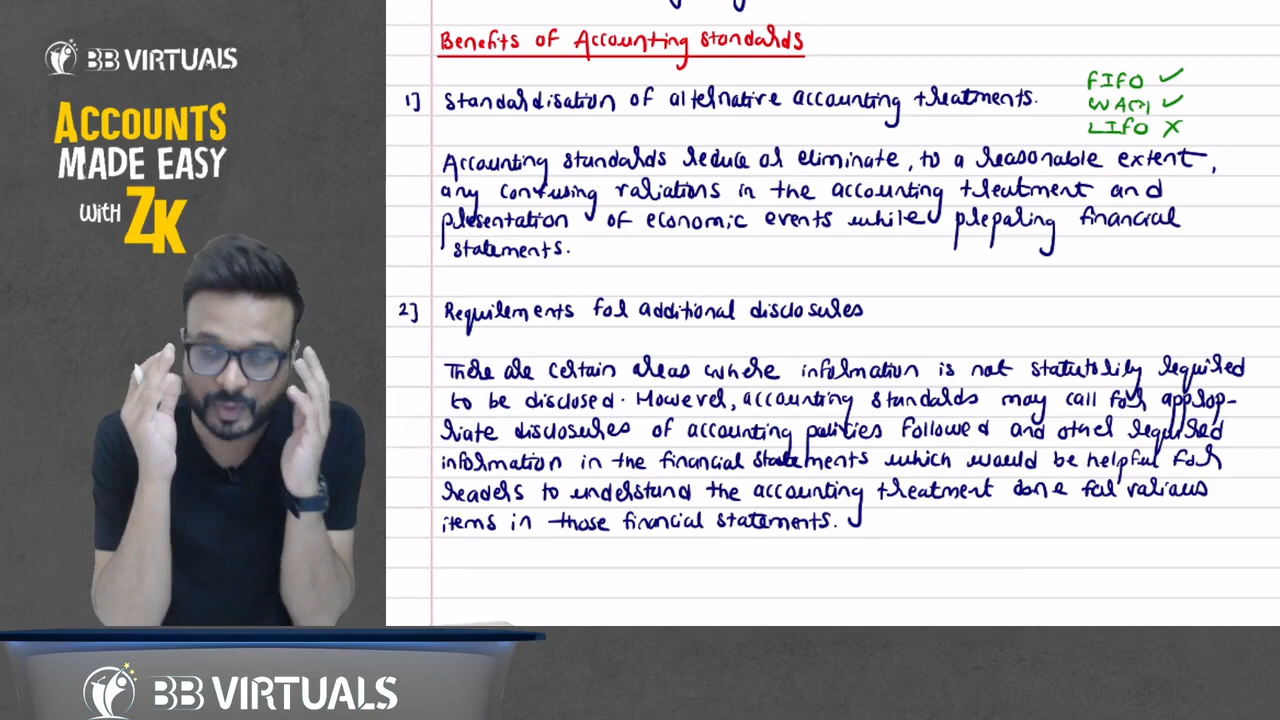 BB VIRTUALS
ACCOUNTS
MADE EASY
WITH ZK
Benefits of Accounting Standards
FIFO ✓
WAM ✓
LIFO X
1] Standardisation of alternative accounting treatments.
Accounting standards reduce or eliminate, to a reasonable extent,
any confusing variations in the accounting treatment and
presentation of economic events while preparing financial
statements.
2] Requirements for additional disclosures
There are certain areas where information is not statutorily required
to be disclosed. However, accounting standards may call for approp-
riate disclosures of accounting policies followed and other required
information in the financial statements which would be helpful for
readers to understand the accounting treatment done for various
items in those financial statements.
BB VIRTUALS